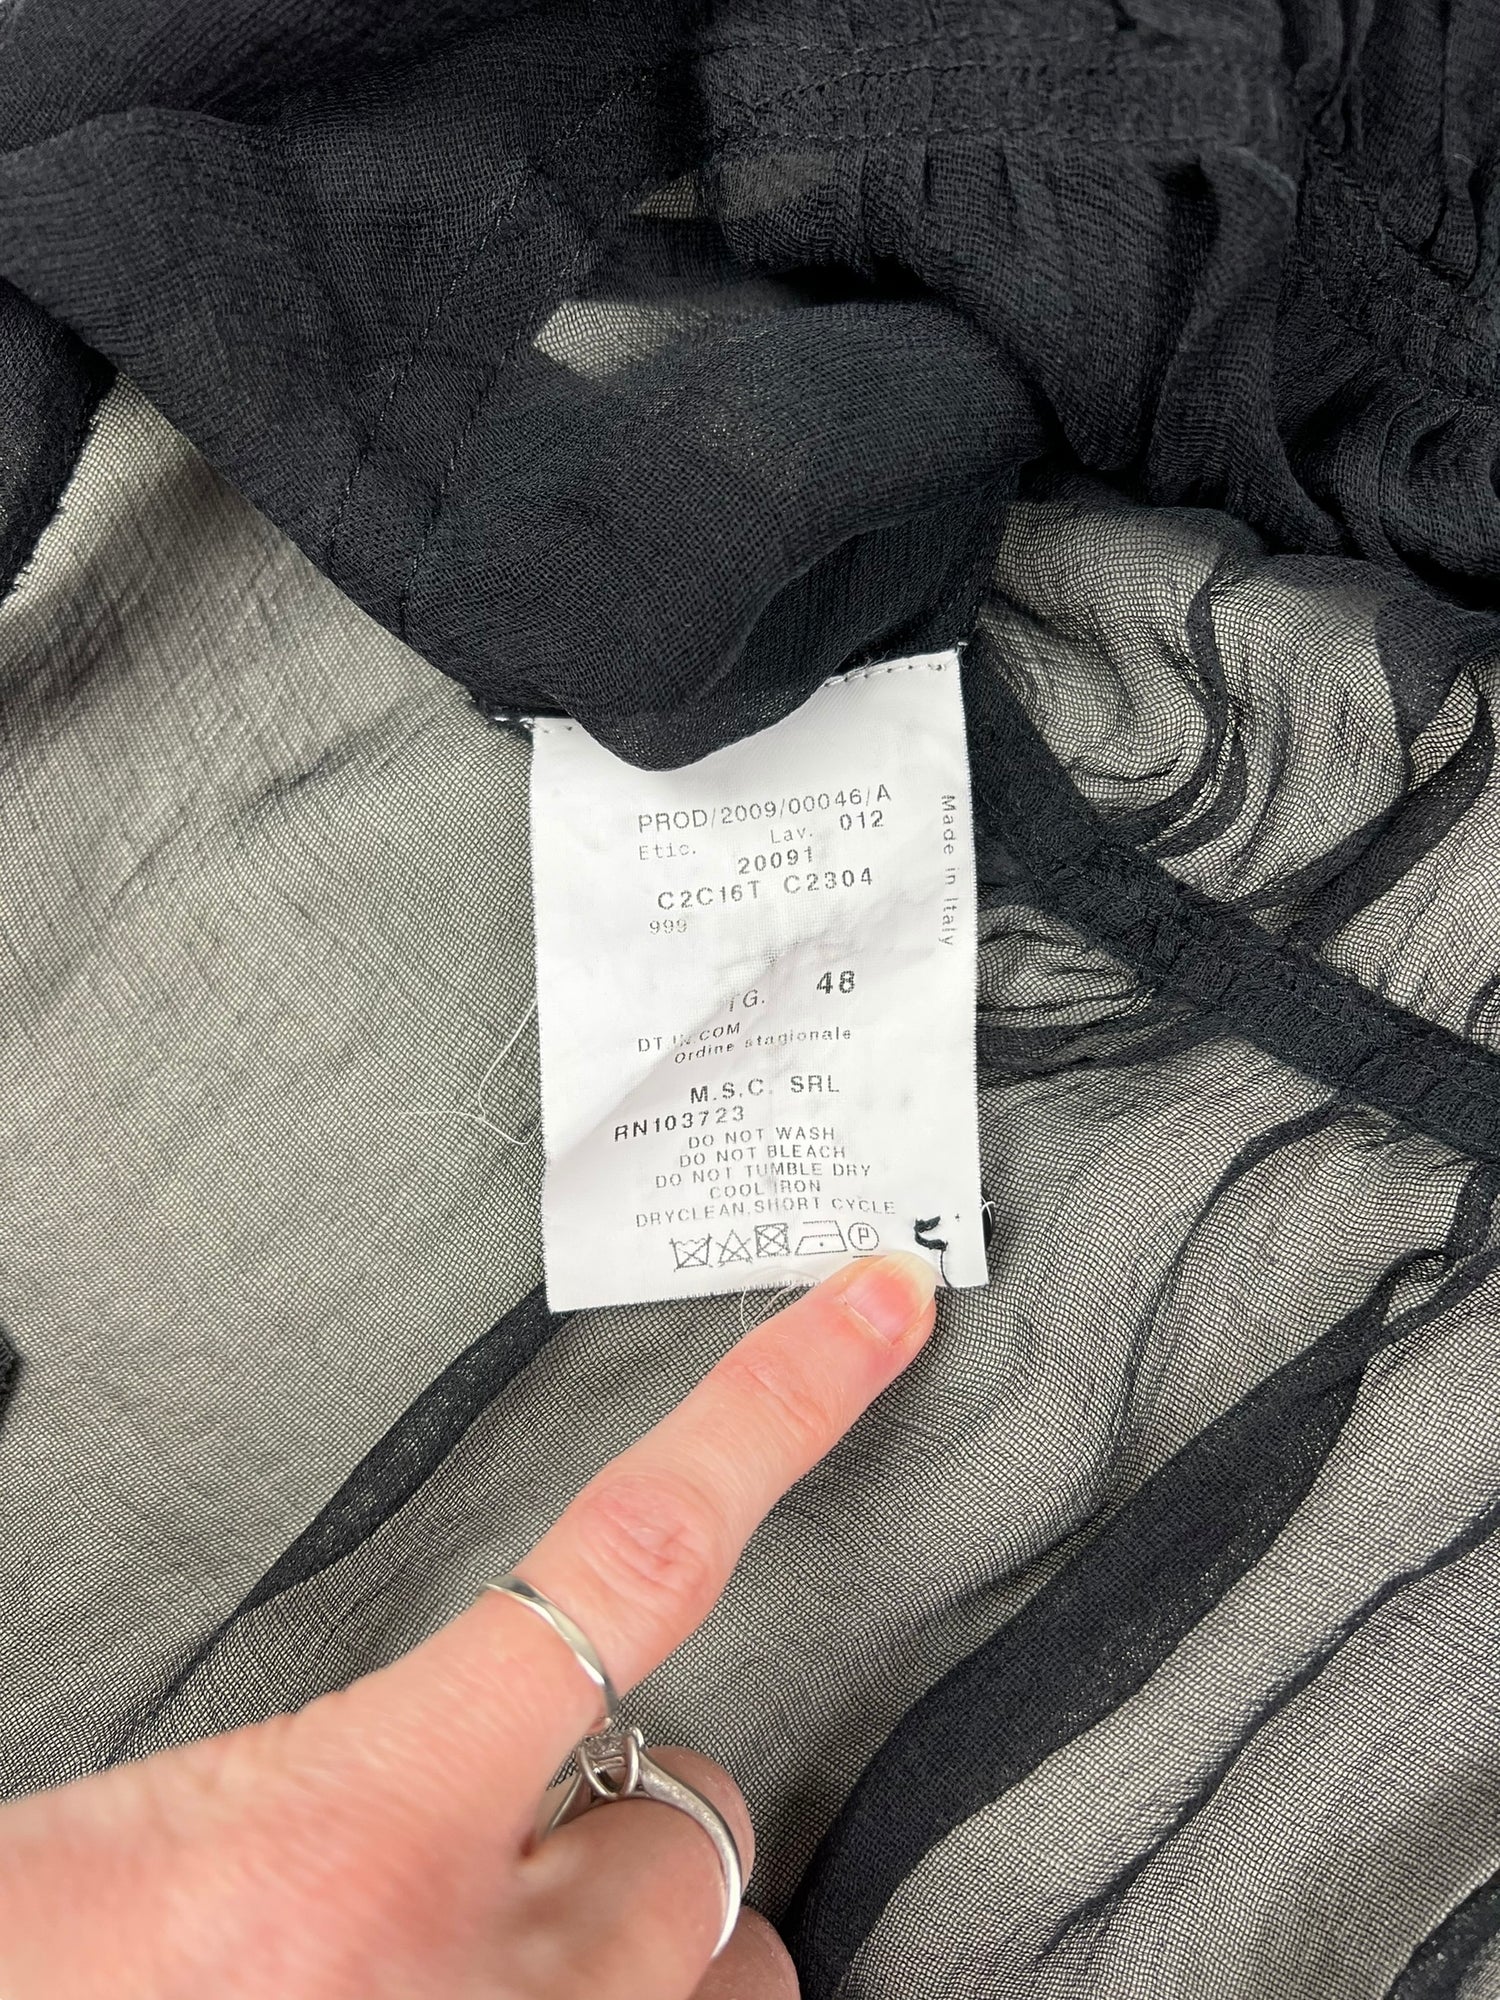 PROD/2009/00046/A
Etic. Lav. 012
20091
C2C16T C2304
999
Made in Italy
TG. 48
DT.IN.COM
Ordine stagionale
M.S.C. SRL
RN103723
DO NOT WASH
DO NOT BLEACH
DO NOT TUMBLE DRY
COOL IRON
DRYCLEAN,SHORT CYCLE
P